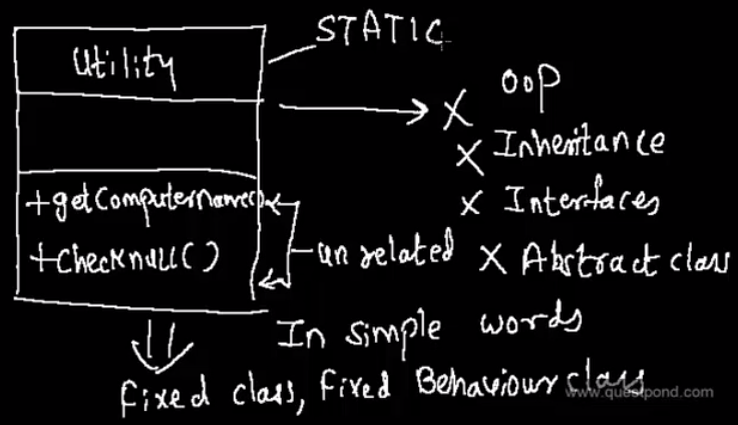 STATIC
Utility
X OOP
X Inheritance
X Interfaces
+getComputerName()
+CheckNull()
unrelated
X Abstract class
In simple words
Fixed class, Fixed Behaviour class
www.questpond.com